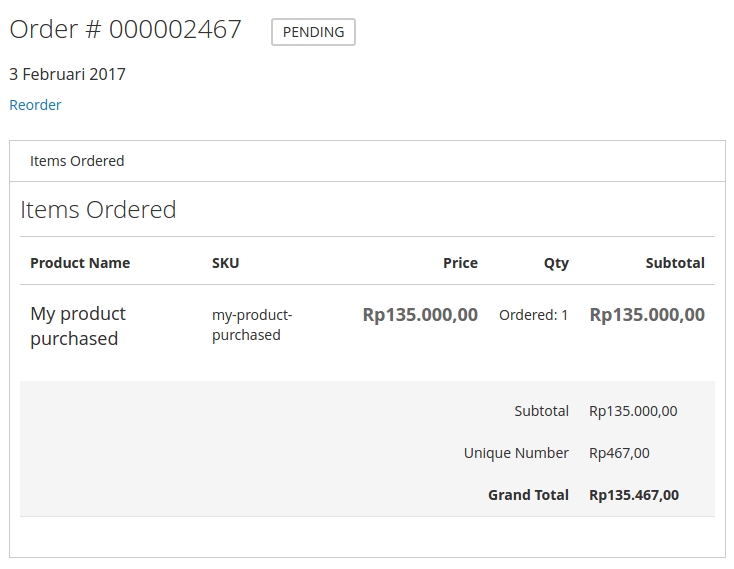 Order # 000002467 PENDING
3 Februari 2017
Reorder
Items Ordered
Items Ordered
Product Name SKU Price Qty Subtotal
My product my-product- Rp135.000,00 Ordered: 1 Rp135.000,00
purchased purchased
Subtotal Rp135.000,00
Unique Number Rp467,00
Grand Total Rp135.467,00